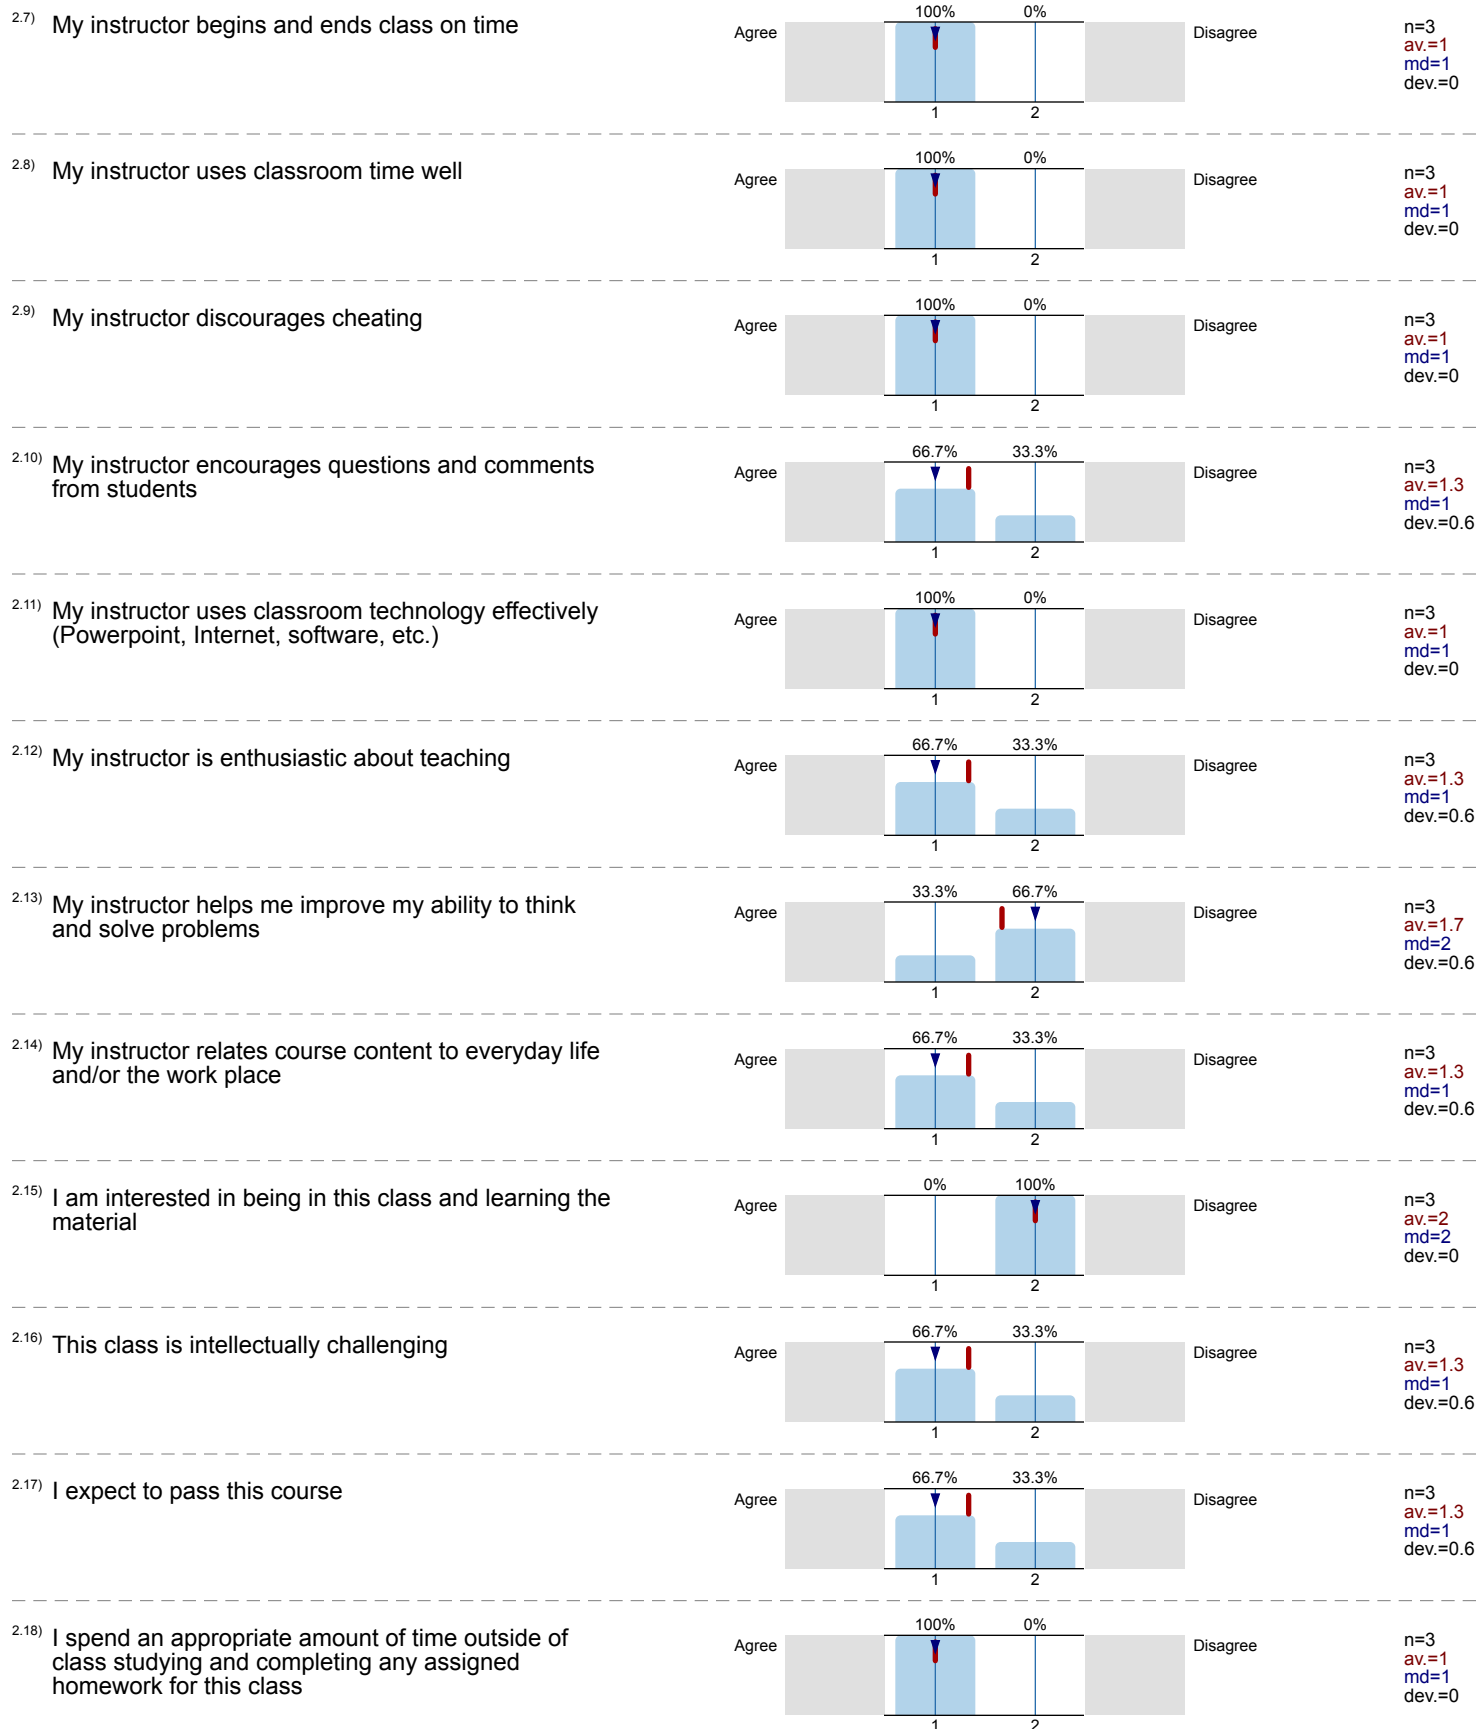 2.7) My instructor begins and ends class on time
100% 0%
Agree Disagree
1 2
n=3
av.=1
md=1
dev.=0
2.8) My instructor uses classroom time well
100% 0%
Agree Disagree
1 2
n=3
av.=1
md=1
dev.=0
2.9) My instructor discourages cheating
100% 0%
Agree Disagree
1 2
n=3
av.=1
md=1
dev.=0
2.10) My instructor encourages questions and comments
from students
66.7% 33.3%
Agree Disagree
1 2
n=3
av.=1.3
md=1
dev.=0.6
2.11) My instructor uses classroom technology effectively
(Powerpoint, Internet, software, etc.)
100% 0%
Agree Disagree
1 2
n=3
av.=1
md=1
dev.=0
2.12) My instructor is enthusiastic about teaching
66.7% 33.3%
Agree Disagree
1 2
n=3
av.=1.3
md=1
dev.=0.6
2.13) My instructor helps me improve my ability to think
and solve problems
33.3% 66.7%
Agree Disagree
1 2
n=3
av.=1.7
md=2
dev.=0.6
2.14) My instructor relates course content to everyday life
and/or the work place
66.7% 33.3%
Agree Disagree
1 2
n=3
av.=1.3
md=1
dev.=0.6
2.15) I am interested in being in this class and learning the
material
0% 100%
Agree Disagree
1 2
n=3
av.=2
md=2
dev.=0
2.16) This class is intellectually challenging
66.7% 33.3%
Agree Disagree
1 2
n=3
av.=1.3
md=1
dev.=0.6
2.17) I expect to pass this course
66.7% 33.3%
Agree Disagree
1 2
n=3
av.=1.3
md=1
dev.=0.6
2.18) I spend an appropriate amount of time outside of
class studying and completing any assigned
homework for this class
100% 0%
Agree Disagree
1 2
n=3
av.=1
md=1
dev.=0